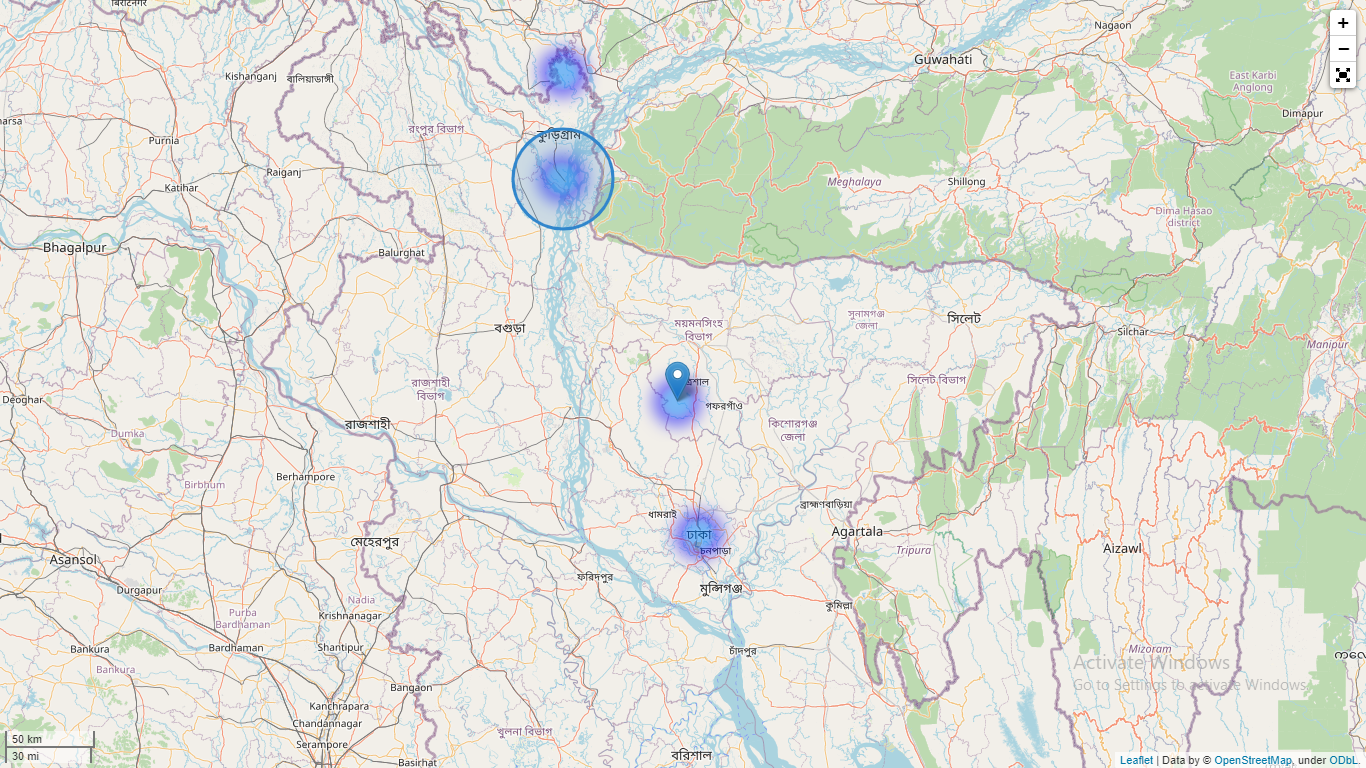 বিরাটনগর
Nagaon
Guwahati
Kishanganj
বালিয়াডাঙ্গী
East Karbi
Anglong
Dimapur
রংপুর বিভাগ
কুড়িগ্রাম
Purnia
Raiganj
Katihar
Meghalaya
Shillong
Dima Hasao
district
Bhagalpur
Balurghat
ময়মনসিংহ
বিভাগ
সুনামগঞ্জ
জেলা
সিলেট
বগুড়া
Silchar
Manipur
রাজশাহী
বিভাগ
সিলেট বিভাগ
Deoghar
গফরগাঁও
রাজশাহী
কিশোরগঞ্জ
জেলা
Dumka
Berhampore
Birbhum
ধামরাই
ব্রাহ্মণবাড়িয়া
ঢাকা
চনপাড়া
Agartala
Tripura
Aizawl
মেহেরপুর
Asansol
ফরিদপুর
মুন্সিগঞ্জ
Durgapur
Nadia
কুমিল্লা
Purba
Bardhaman
Krishnanagar
Bankura
Bardhaman
Shantipur
চাঁদপুর
Mizoram
Bankura
Bangaon
Activate Windows
Go to Settings to activate Windows.
Kanchrapara
Chandannagar
খুলনা বিভাগ
Serampore
বরিশাল
Basirhat
50 km
30 mi
Leaflet | Data by © OpenStreetMap, under ODbL.